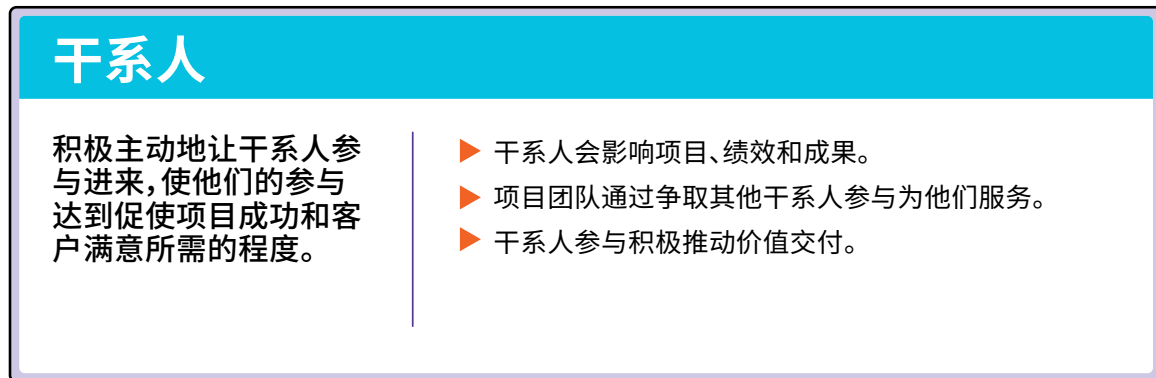 干系人
积极主动地让干系人参
与进来，使他们的参与
达到促使项目成功和客
户满意所需的程度。
干系人会影响项目、绩效和成果。
项目团队通过争取其他干系人参与为他们服务。
干系人参与积极推动价值交付。